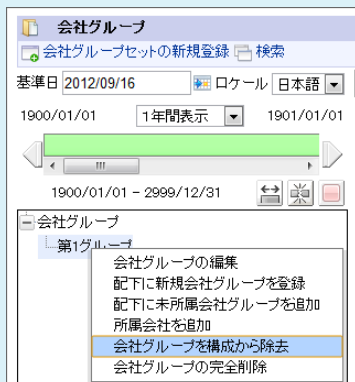 会社グループ
会社グループセットの新規登録 検索
基準日 2012/09/16 ロケール 日本語
1900/01/01 1年間表示 1901/01/01
1900/01/01 - 2999/12/31
会社グループ
第1グループ
会社グループの編集
配下に新規会社グループを登録
配下に未所属会社グループを追加
所属会社を追加
会社グループを構成から除去
会社グループの完全削除